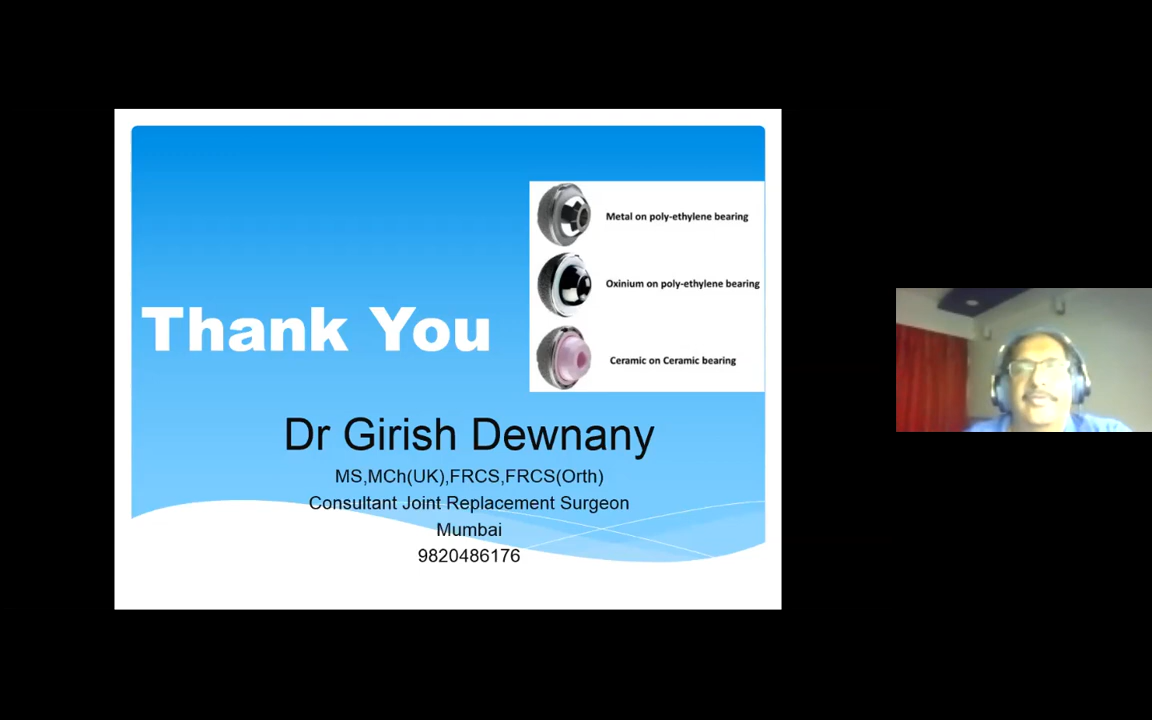 Metal on poly-ethylene bearing
Oxinium on poly-ethylene bearing
Ceramic on Ceramic bearing
Thank You
Dr Girish Dewnany
MS,MCh(UK),FRCS,FRCS(Orth)
Consultant Joint Replacement Surgeon
Mumbai
9820486176